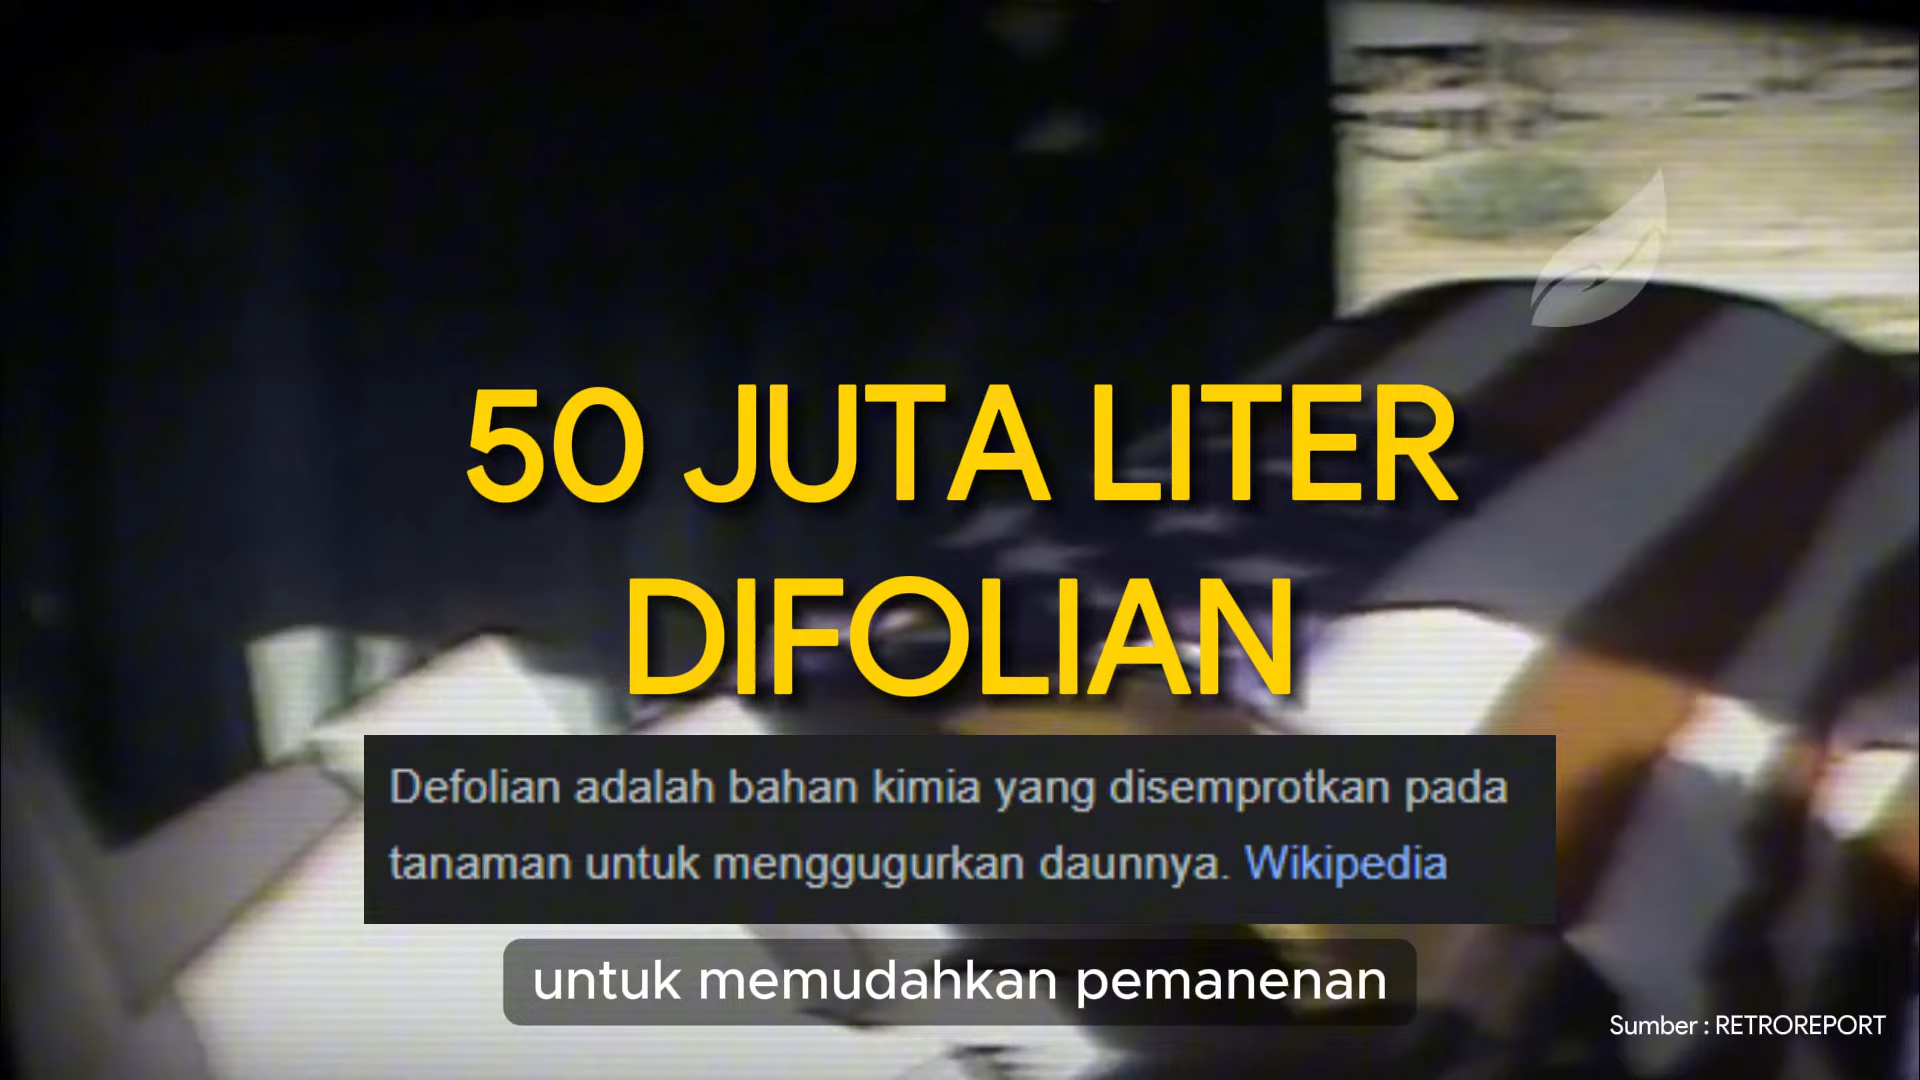 50 JUTA LITER
DIFOLIAN
Defolian adalah bahan kimia yang disemprotkan pada
tanaman untuk menggugurkan daunnya. Wikipedia
untuk memudahkan pemanenan
Sumber : RETROREPORT